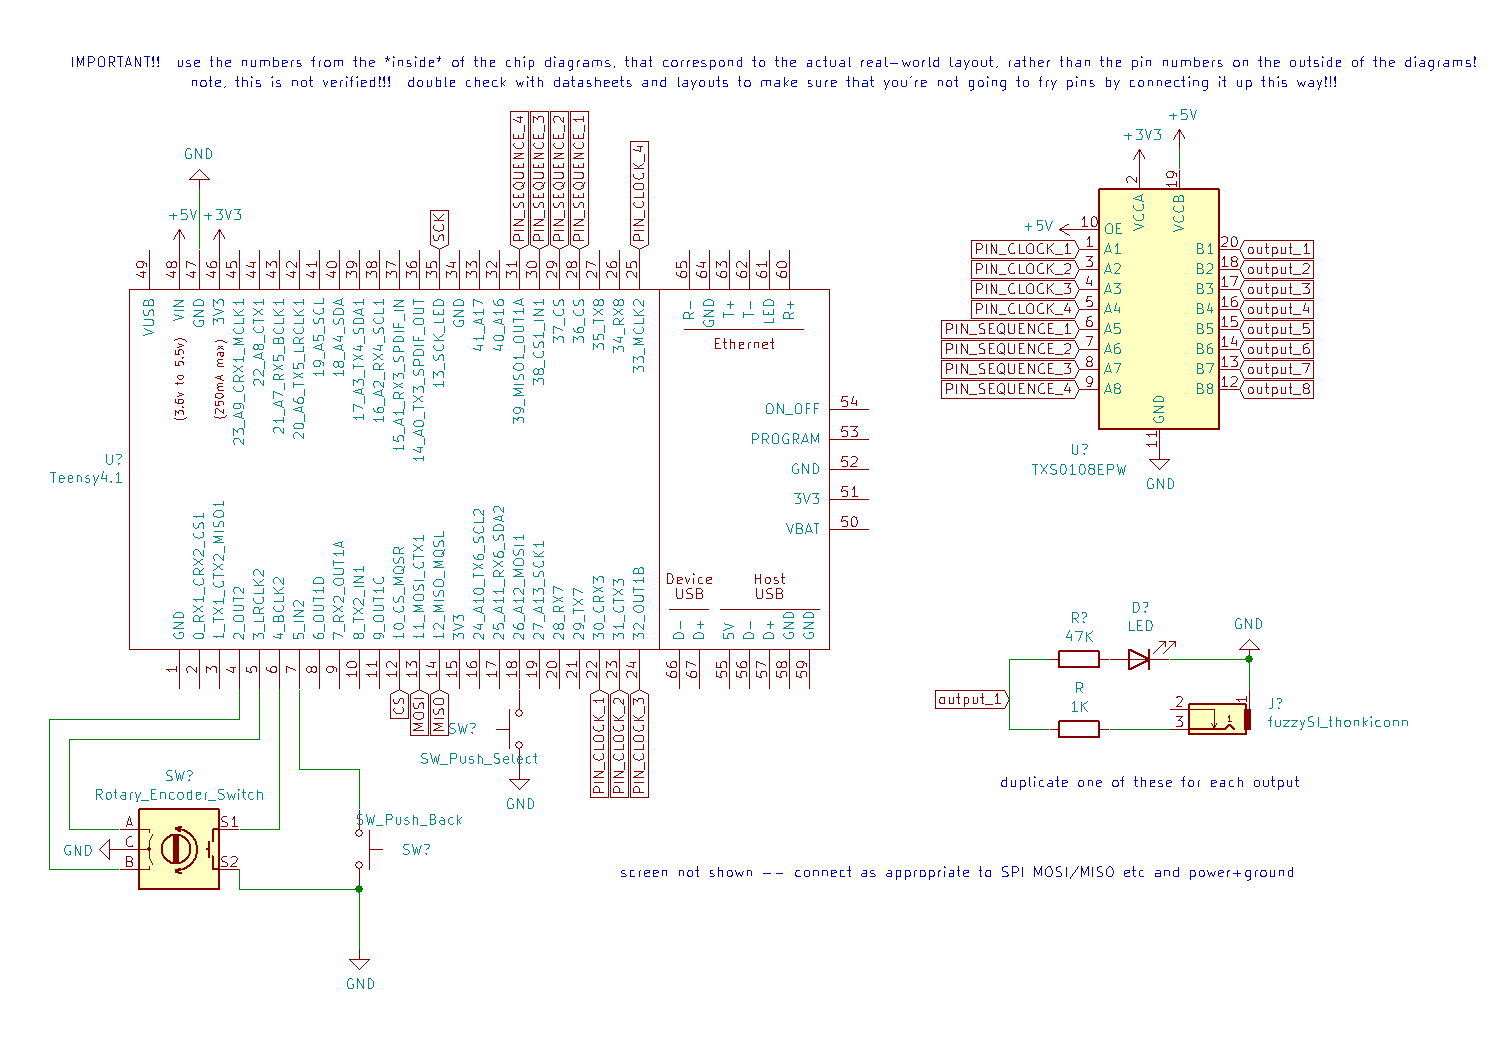 IMPORTANT!! use the numbers from the *inside* of the chip diagrams, that correspond to the actual real-world layout, rather than the pin numbers on the outside of the diagrams!
note, this is not verified!!! double check with datasheets and layouts to make sure that you're not going to fry pins by connecting it up this way!!!
GND
+5V
+3V3
SCK
PIN_SEQUENCE_4
PIN_SEQUENCE_3
PIN_SEQUENCE_2
PIN_SEQUENCE_1
PIN_CLOCK_4
49
48
47
46
45
44
43
42
41
40
39
38
37
36
35
34
33
32
31
30
29
28
27
26
25
65
64
63
62
61
60
VUSB
VIN
(3.6v to 5.5v)
GND
3V3
(250mA max)
23_A9_CRX1_MCLK1
22_A8_CTX1
21_A7_RX5_BCLK1
20_A6_TX5_LRCLK1
19_A5_SCL
18_A4_SDA
17_A3_TX4_SDA1
16_A2_RX4_SCL1
15_A1_RX3_SPDIF_IN
14_A0_TX3_SPDIF_OUT
13_SCK_LED
GND
41_A17
40_A16
39_MISO1_OUT1A
38_CS1_IN1
37_CS
36_CS
35_TX8
34_RX8
33_MCLK2
R-
GND
T+
T-
LED
R+
Ethernet
ON_OFF 54
PROGRAM 53
GND 52
3V3 51
VBAT 50
U?
Teensy4.1
GND
0_RX1_CRX2_CS1
1_TX1_CTX2_MISO1
2_OUT2
3_LRCLK2
4_BCLK2
5_IN2
6_OUT1D
7_RX2_OUT1A
8_TX2_IN1
9_OUT1C
10_CS_MQSR
11_MOSI_CTX1
12_MISO_MQSL
3V3
24_A10_TX6_SCL2
25_A11_RX6_SDA2
26_A12_MOSI1
27_A13_SCK1
28_RX7
29_TX7
30_CRX3
31_CTX3
32_OUT1B
Device
USB
Host
USB
D-
D+
5V
D-
D+
GND
GND
1
2
3
4
5
6
7
8
9
10
11
12
13
14
15
16
17
18
19
20
21
22
23
24
66
67
55
56
57
58
59
CS
MOSI
MISO
SW?
SW_Push_Select
GND
PIN_CLOCK_1
PIN_CLOCK_2
PIN_CLOCK_3
SW?
Rotary_Encoder_Switch
A
C
B
S1
S2
GND
SW_Push_Back
SW?
GND
+5V
+3V3
2
19
VCCA
VCCB
+5V 10 OE
PIN_CLOCK_1 1 A1 B1 20 output_1
PIN_CLOCK_2 3 A2 B2 18 output_2
PIN_CLOCK_3 4 A3 B3 17 output_3
PIN_CLOCK_4 5 A4 B4 16 output_4
PIN_SEQUENCE_1 6 A5 B5 15 output_5
PIN_SEQUENCE_2 7 A6 B6 14 output_6
PIN_SEQUENCE_3 8 A7 B7 13 output_7
PIN_SEQUENCE_4 9 A8 B8 12 output_8
GND
11
U?
TXS0108EPW
GND
R?
47K
D?
LED
GND
output_1
R
1K
2
3
1
1
J?
fuzzySI_thonkiconn
duplicate one of these for each output
screen not shown -- connect as appropriate to SPI MOSI/MISO etc and power+ground